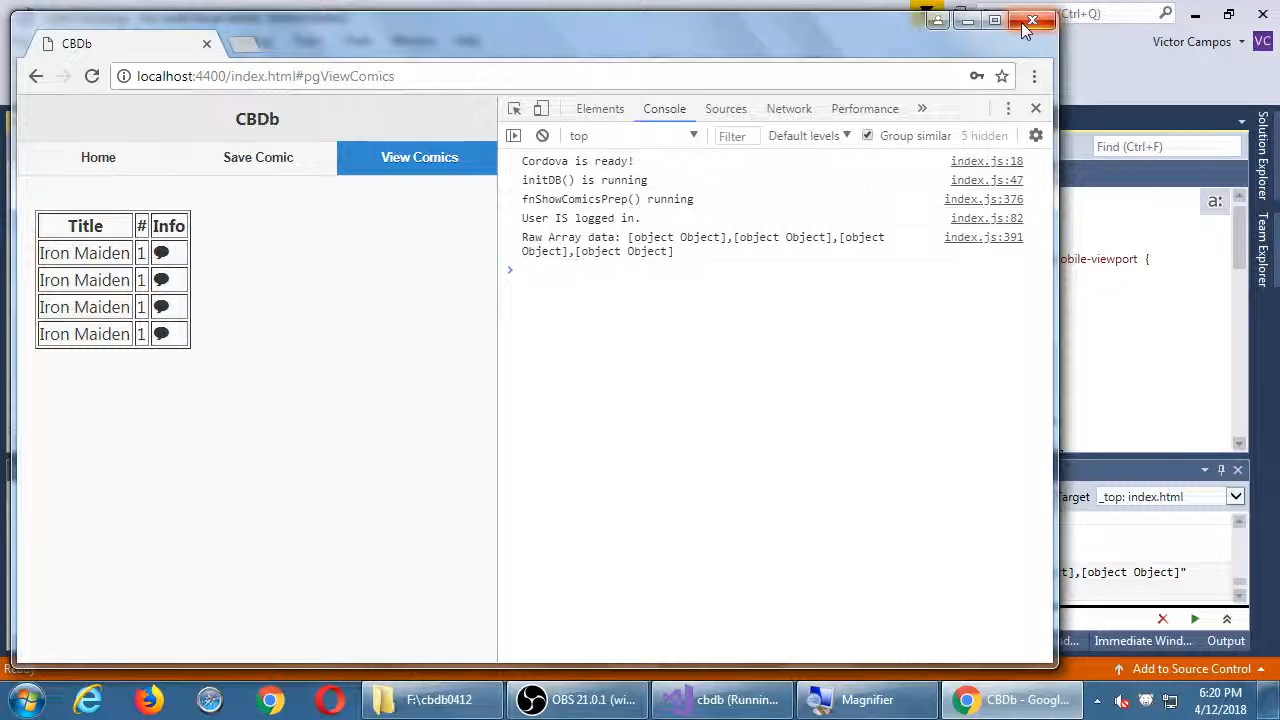 (Ctrl+Q)
Victor Campos
VC
CBDb
localhost:4400/index.html#pgViewComics
CBDb
Home
Save Comic
View Comics
Title # Info
Iron Maiden 1
Iron Maiden 1
Iron Maiden 1
Iron Maiden 1
Elements Console Sources Network Performance »
top Filter Default levels Group similar 5 hidden
Cordova is ready! index.js:18
initDB() is running index.js:47
fnShowComicsPrep() running index.js:376
User IS logged in. index.js:82
Raw Array data: [object Object],[object Object],[object index.js:391
Object],[object Object]
Find (Ctrl+F)
a:
obile-viewport {
Solution Explorer
Team Explorer
Target _top: index.html
t],[object Object]"
d... Immediate Wind... Output
Ready
Add to Source Control
F:\cbdb0412
OBS 21.0.1 (wi...
cbdb (Runnin...
Magnifier
CBDb - Googl...
6:20 PM
4/12/2018